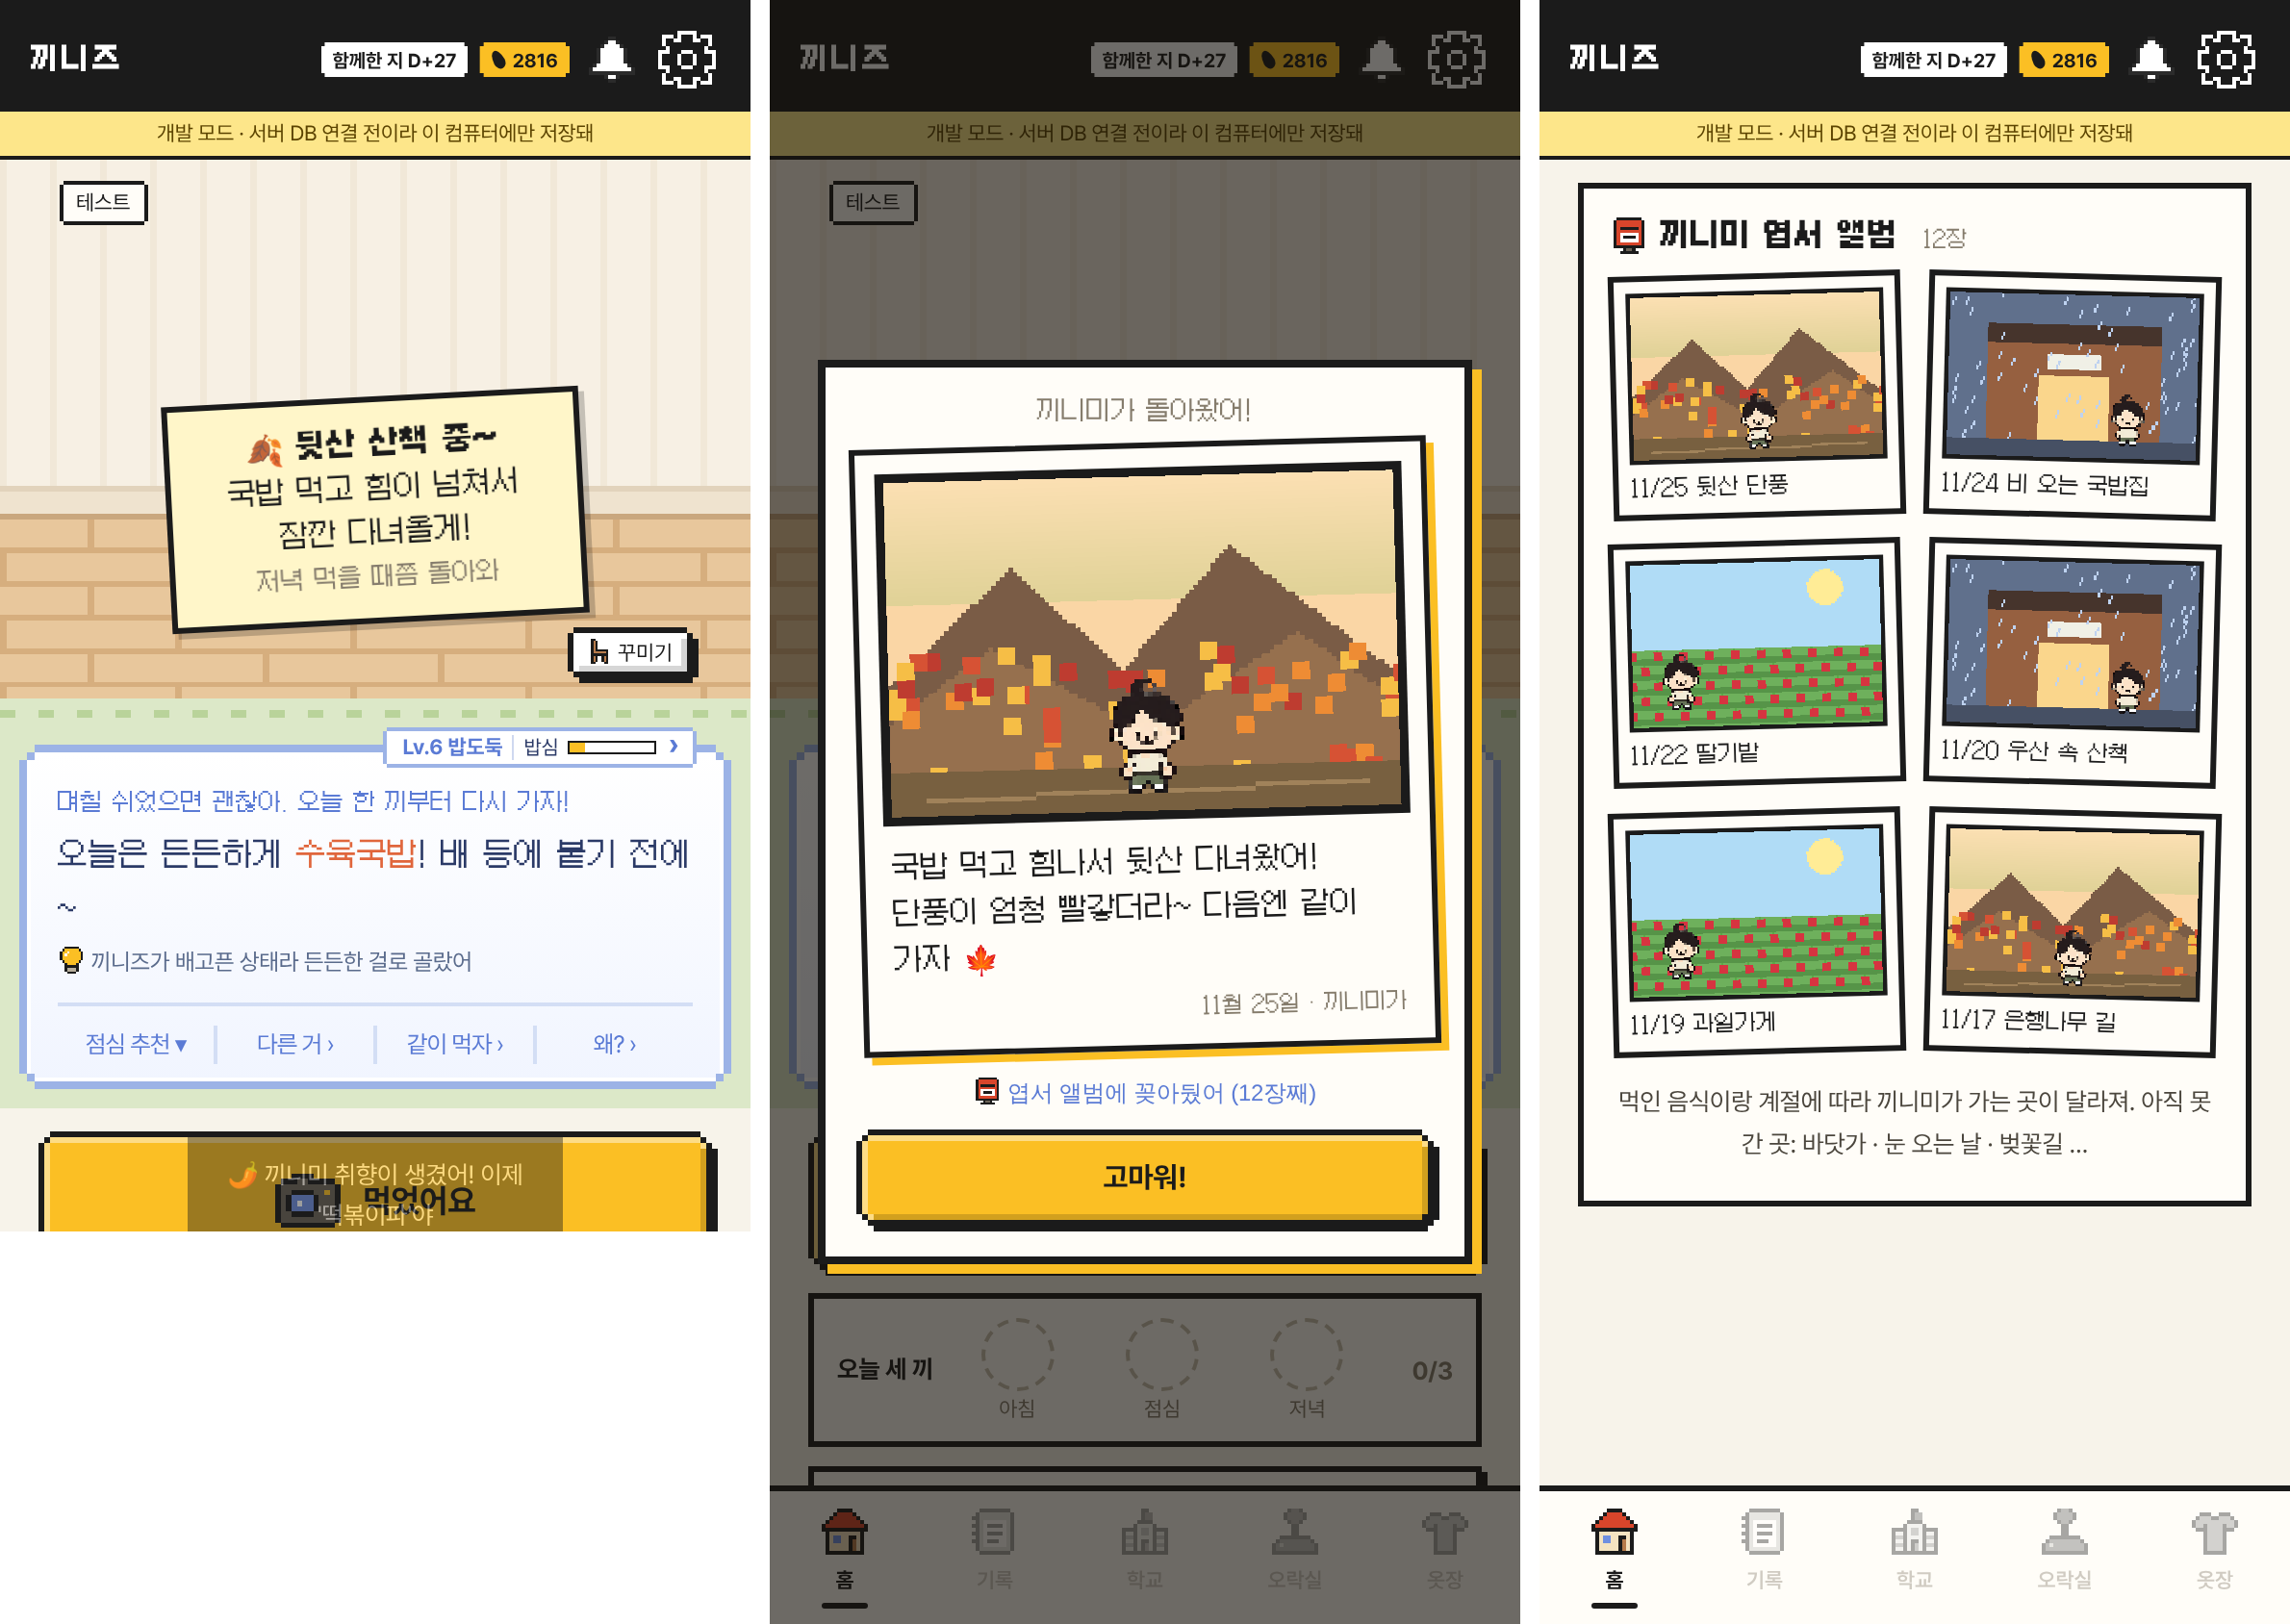 끼니즈
함께한 지 D+27
2816
개발 모드 · 서버 DB 연결 전이라 이 컴퓨터에만 저장돼
테스트
🍂 뒷산 산책 중~
국밥 먹고 힘이 넘쳐서
잠깐 다녀올게!
저녁 먹을 때쯤 돌아와
꾸미기
Lv.6 밥도둑
밥심
›
며칠 쉬었으면 괜찮아. 오늘 한 끼부터 다시 가자!
오늘은 든든하게 수육국밥! 배 등에 붙기 전에
~
끼니즈가 배고픈 상태라 든든한 걸로 골랐어
점심 추천 ▾
다른 거 ›
같이 먹자 ›
왜? ›
🌶️ 끼니미 취향이 생겼어! 이제
'떡볶이파'야
먹었어요
끼니즈
함께한 지 D+27
2816
개발 모드 · 서버 DB 연결 전이라 이 컴퓨터에만 저장돼
테스트
끼니미가 돌아왔어!
국밥 먹고 힘나서 뒷산 다녀왔어!
단풍이 엄청 빨갛더라~ 다음엔 같이
가자 🍁
11월 25일 · 끼니미가
엽서 앨범에 꽂아뒀어 (12장째)
고마워!
오늘 세 끼
아침
점심
저녁
0/3
홈
기록
학교
오락실
옷장
끼니즈
함께한 지 D+27
2816
개발 모드 · 서버 DB 연결 전이라 이 컴퓨터에만 저장돼
끼니미 엽서 앨범
12장
11/25 뒷산 단풍
11/24 비 오는 국밥집
11/22 딸기밭
11/20 우산 속 산책
11/19 과일가게
11/17 은행나무 길
먹인 음식이랑 계절에 따라 끼니미가 가는 곳이 달라져. 아직 못
간 곳: 바닷가 · 눈 오는 날 · 벚꽃길 ...
홈
기록
학교
오락실
옷장